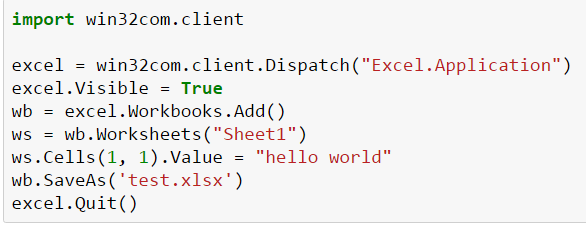 import win32com.client
excel = win32com.client.Dispatch("Excel.Application")
excel.Visible = True
wb = excel.Workbooks.Add()
ws = wb.Worksheets("Sheet1")
ws.Cells(1, 1).Value = "hello world"
wb.SaveAs('test.xlsx')
excel.Quit()